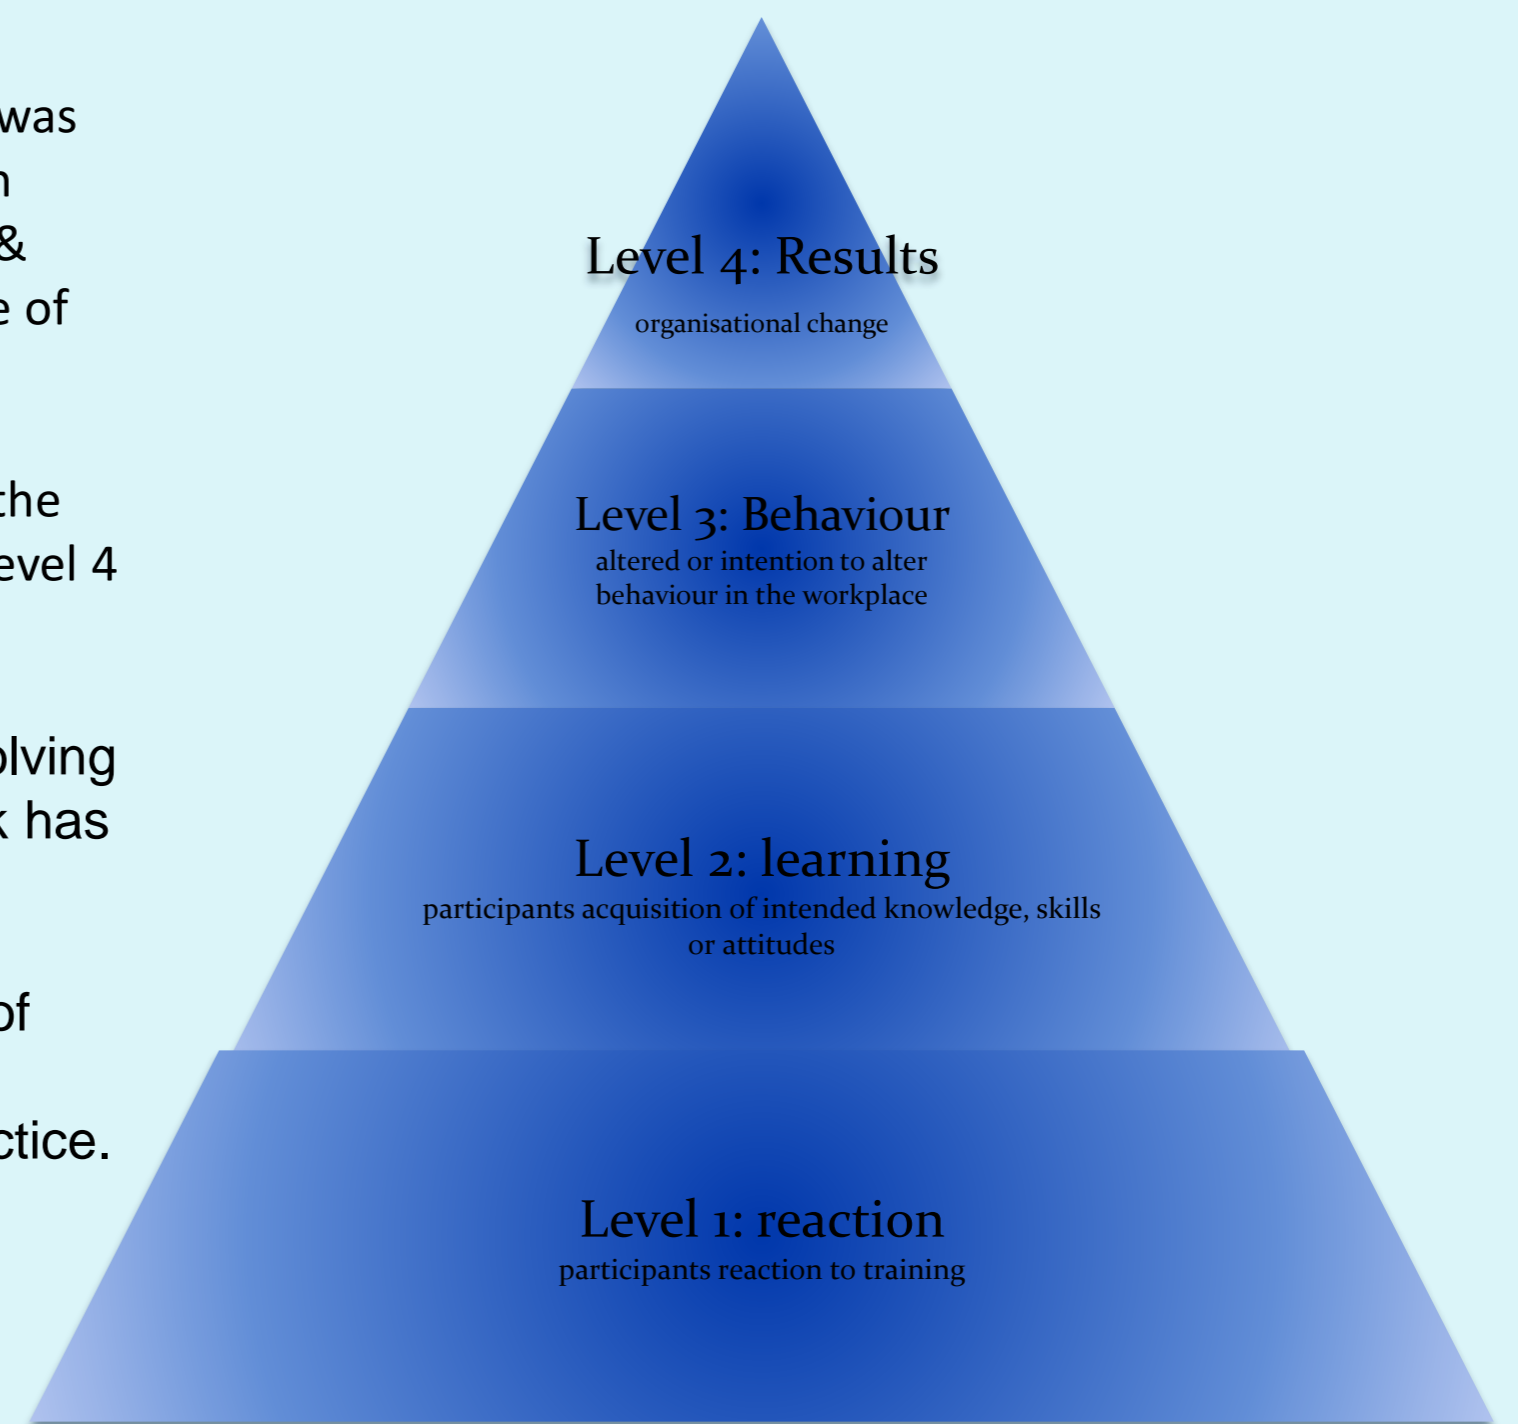 was
&
of
the
evel 4
olving
has
of
ctice.
Level 4: Results
organisational change
Level 3: Behaviour
altered or intention to alter
behaviour in the workplace
Level 2: learning
participants acquisition of intended knowledge, skills
or attitudes
Level 1: reaction
participants reaction to training